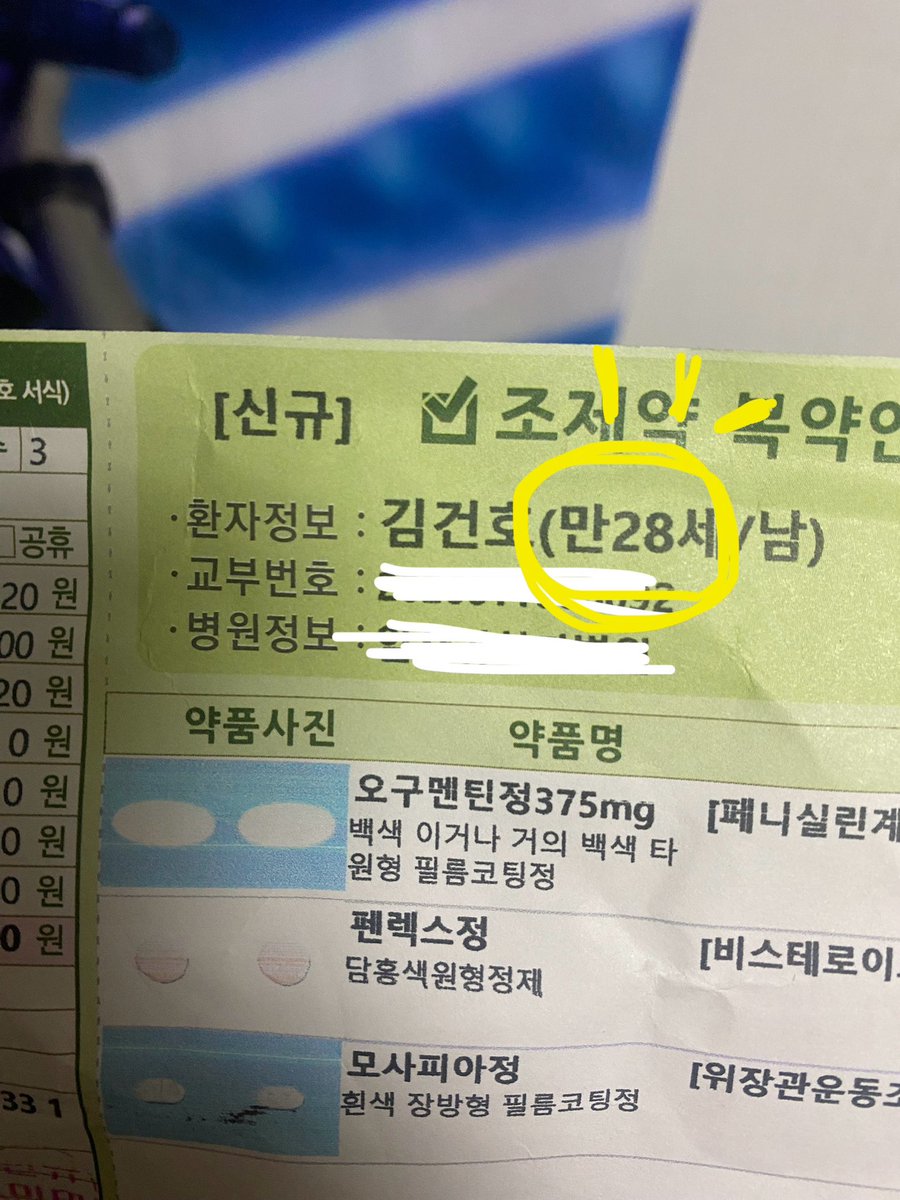 호 서식)
3
공휴
20 원
00 원
20 원
0 원
0 원
0 원
0 원
0 원
33 1
[신규] 조제약 복약안
· 환자정보 : 김건호(만28세/남)
· 교부번호 :
· 병원정보 :
약품사진 약품명
오구멘틴정375mg [페니실린계
백색 이거나 거의 백색 타
원형 필름코팅정
펜렉스정 [비스테로이
담홍색원형정제
모사피아정 [위장관운동조
흰색 장방형 필름코팅정